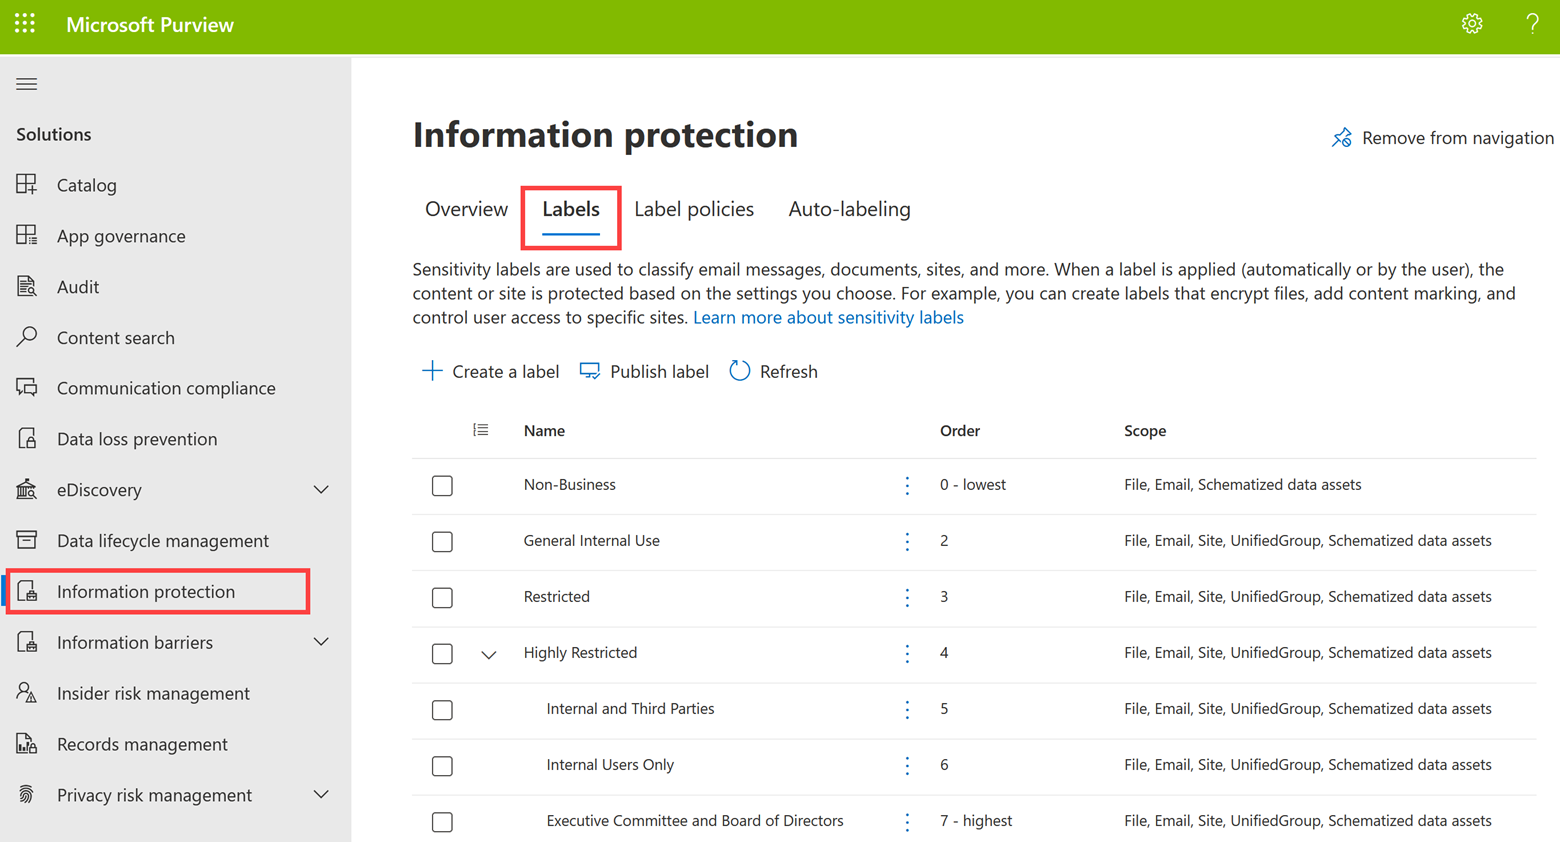 Microsoft Purview
?
Solutions
Catalog
App governance
Audit
Content search
Communication compliance
Data loss prevention
eDiscovery
Data lifecycle management
Information protection
Information barriers
Insider risk management
Records management
Privacy risk management
Information protection
Remove from navigation
Overview Labels Label policies Auto-labeling
Sensitivity labels are used to classify email messages, documents, sites, and more. When a label is applied (automatically or by the user), the
content or site is protected based on the settings you choose. For example, you can create labels that encrypt files, add content marking, and
control user access to specific sites. Learn more about sensitivity labels
Create a label Publish label Refresh
Name Order Scope
Non-Business 0 - lowest File, Email, Schematized data assets
General Internal Use 2 File, Email, Site, UnifiedGroup, Schematized data assets
Restricted 3 File, Email, Site, UnifiedGroup, Schematized data assets
Highly Restricted 4 File, Email, Site, UnifiedGroup, Schematized data assets
Internal and Third Parties 5 File, Email, Site, UnifiedGroup, Schematized data assets
Internal Users Only 6 File, Email, Site, UnifiedGroup, Schematized data assets
Executive Committee and Board of Directors 7 - highest File, Email, Site, UnifiedGroup, Schematized data assets